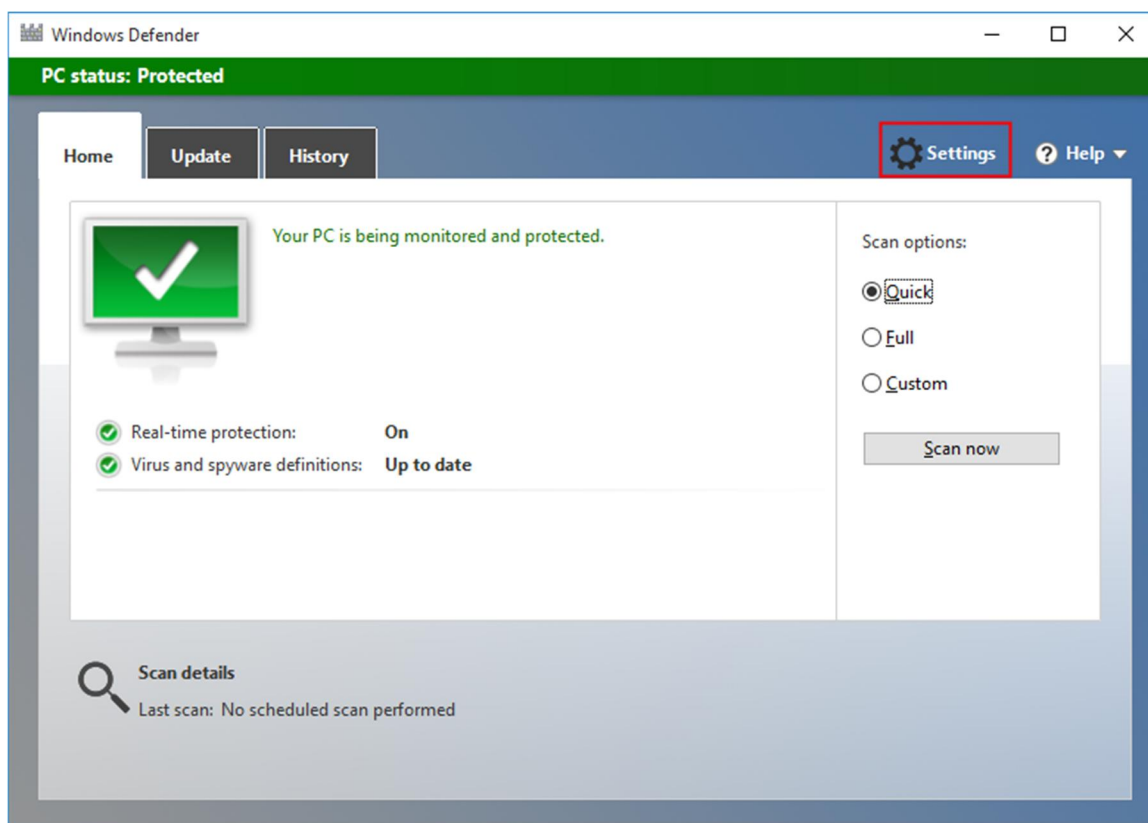 Windows Defender
PC status: Protected
Home
Update
History
Settings
Help
Your PC is being monitored and protected.
Real-time protection: On
Virus and spyware definitions: Up to date
Scan options:
Quick
Full
Custom
Scan now
Scan details
Last scan: No scheduled scan performed